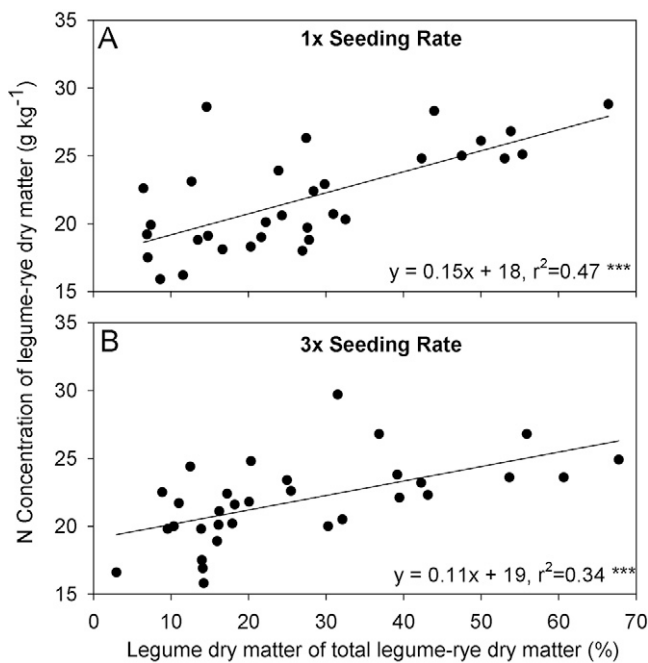 A
1x Seeding Rate
35
30
25
20
15
y = 0.15x + 18, r²=0.47 ***
B
3x Seeding Rate
35
30
25
20
15
y = 0.11x + 19, r²=0.34 ***
0 10 20 30 40 50 60 70
Legume dry matter of total legume-rye dry matter (%)
N Concentration of legume-rye dry matter (g kg⁻¹)